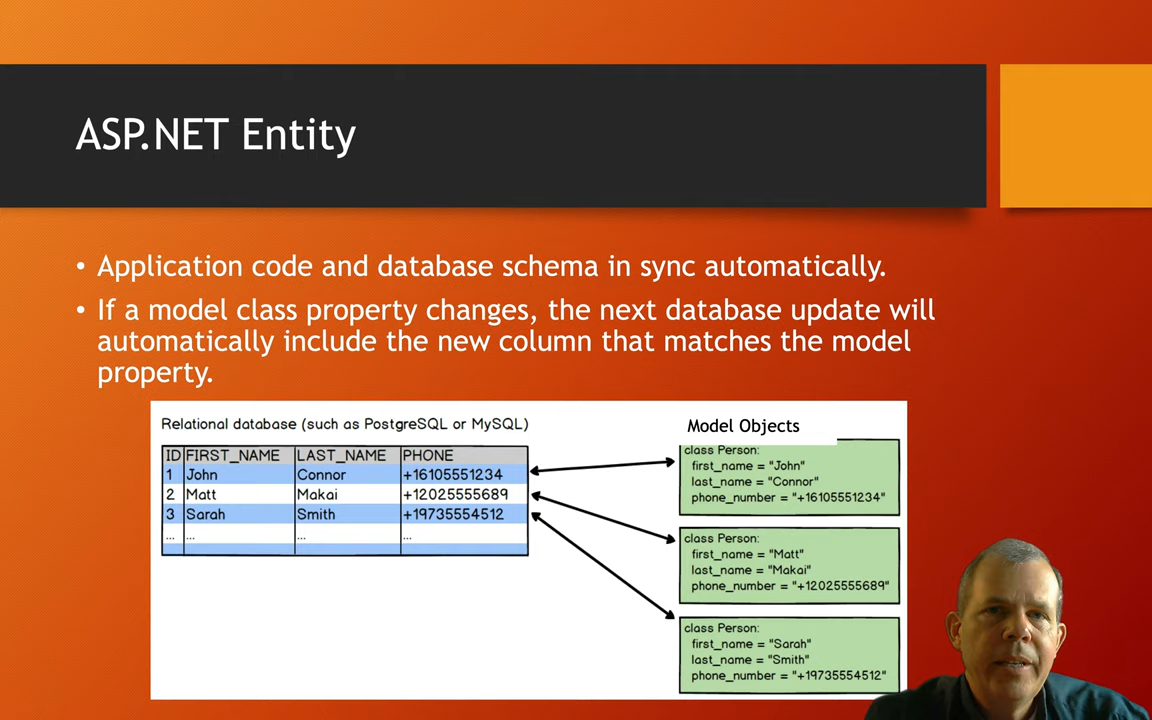 ASP.NET Entity
• Application code and database schema in sync automatically.
• If a model class property changes, the next database update will
automatically include the new column that matches the model
property.
Relational database (such as PostgreSQL or MySQL)
ID FIRST_NAME LAST_NAME PHONE
1 John Connor +16105551234
2 Matt Makai +12025555689
3 Sarah Smith +19735554512
... ... ... ...
Model Objects
class Person:
first_name = "John"
last_name = "Connor"
phone_number = "+16105551234"
class Person:
first_name = "Matt"
last_name = "Makai"
phone_number = "+12025555689"
class Person:
first_name = "Sarah"
last_name = "Smith"
phone_number = "+19735554512"